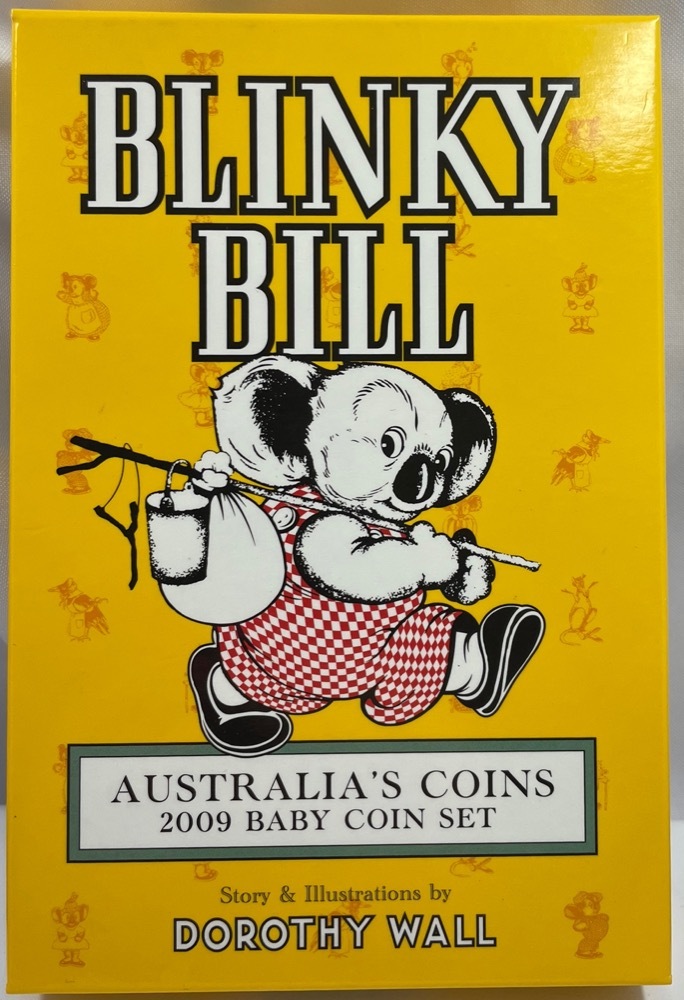 BLINKY
BILL
AUSTRALIA'S COINS
2009 BABY COIN SET
Story & Illustrations by
DOROTHY WALL